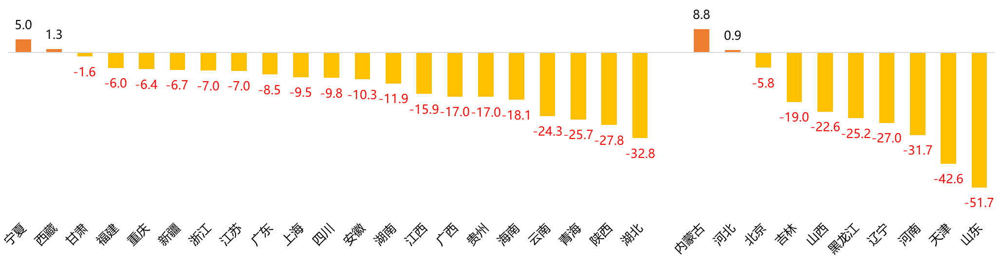 5.0
1.3
-1.6
-6.0
-6.4
-6.7
-7.0
-7.0
-8.5
-9.5
-9.8
-10.3
-11.9
-15.9
-17.0
-17.0
-18.1
-24.3
-25.7
-27.8
-32.8
8.8
0.9
-5.8
-19.0
-22.6
-25.2
-27.0
-31.7
-42.6
-51.7
宁夏
西藏
甘肃
福建
重庆
新疆
浙江
江苏
广东
上海
四川
安徽
湖南
江西
广西
贵州
海南
云南
青海
陕西
湖北
内蒙古
河北
北京
吉林
山西
黑龙江
辽宁
河南
天津
山东